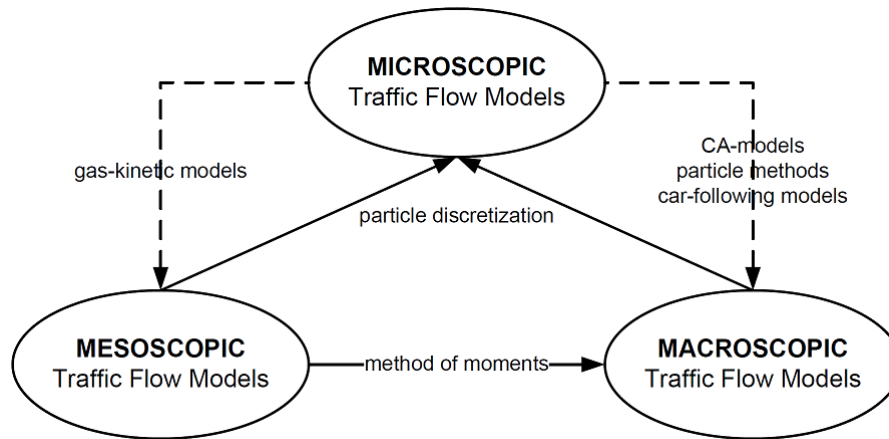 MICROSCOPIC
Traffic Flow Models
gas-kinetic models
CA-models
particle methods
car-following models
particle discretization
MESOSCOPIC
Traffic Flow Models
method of moments
MACROSCOPIC
Traffic Flow Models